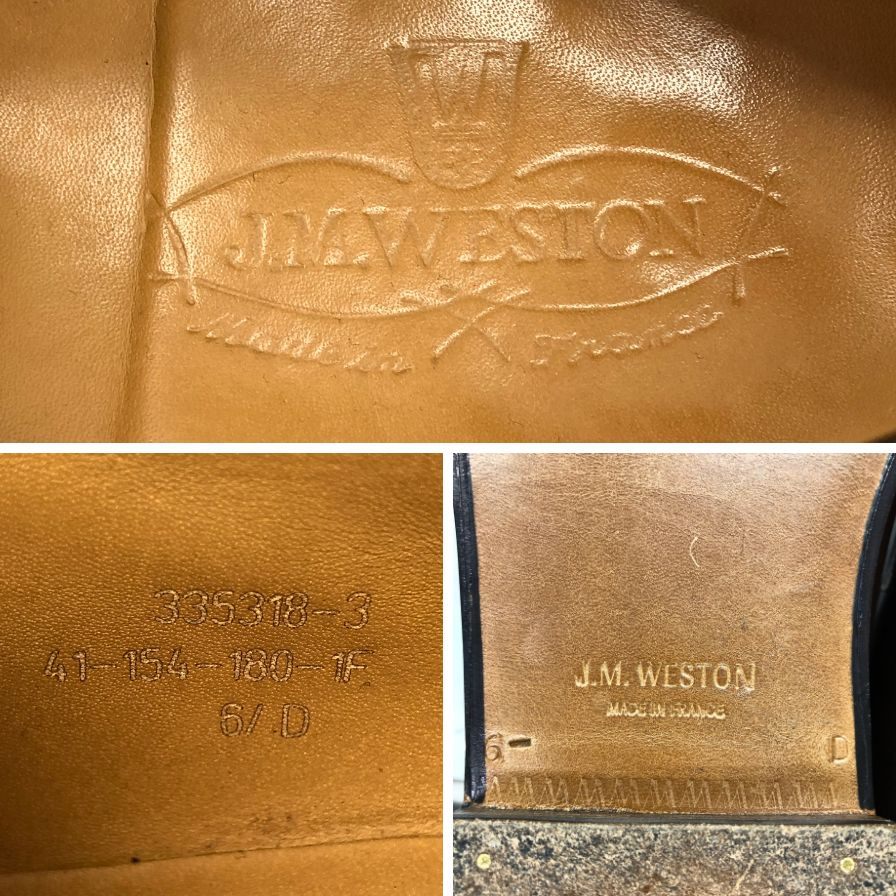 W
J.M.WESTON
Made in France
335318-3
41-154-180-1F
6/.D
J.M. WESTON
MADE IN FRANCE
6- D